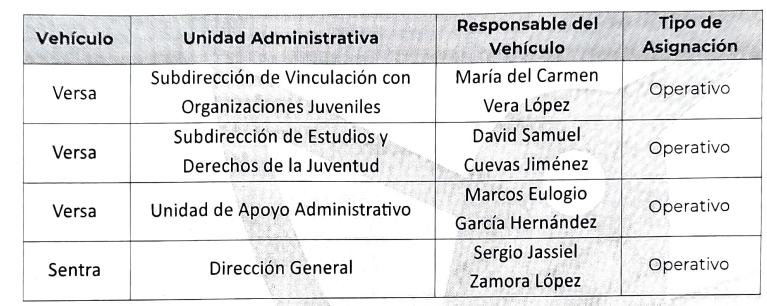 Vehículo Unidad Administrativa Responsable del Vehículo Tipo de Asignación
Versa Subdirección de Vinculación con Organizaciones Juveniles María del Carmen Vera López Operativo
Versa Subdirección de Estudios y Derechos de la Juventud David Samuel Cuevas Jiménez Operativo
Versa Unidad de Apoyo Administrativo Marcos Eulogio García Hernández Operativo
Sentra Dirección General Sergio Jassiel Zamora López Operativo